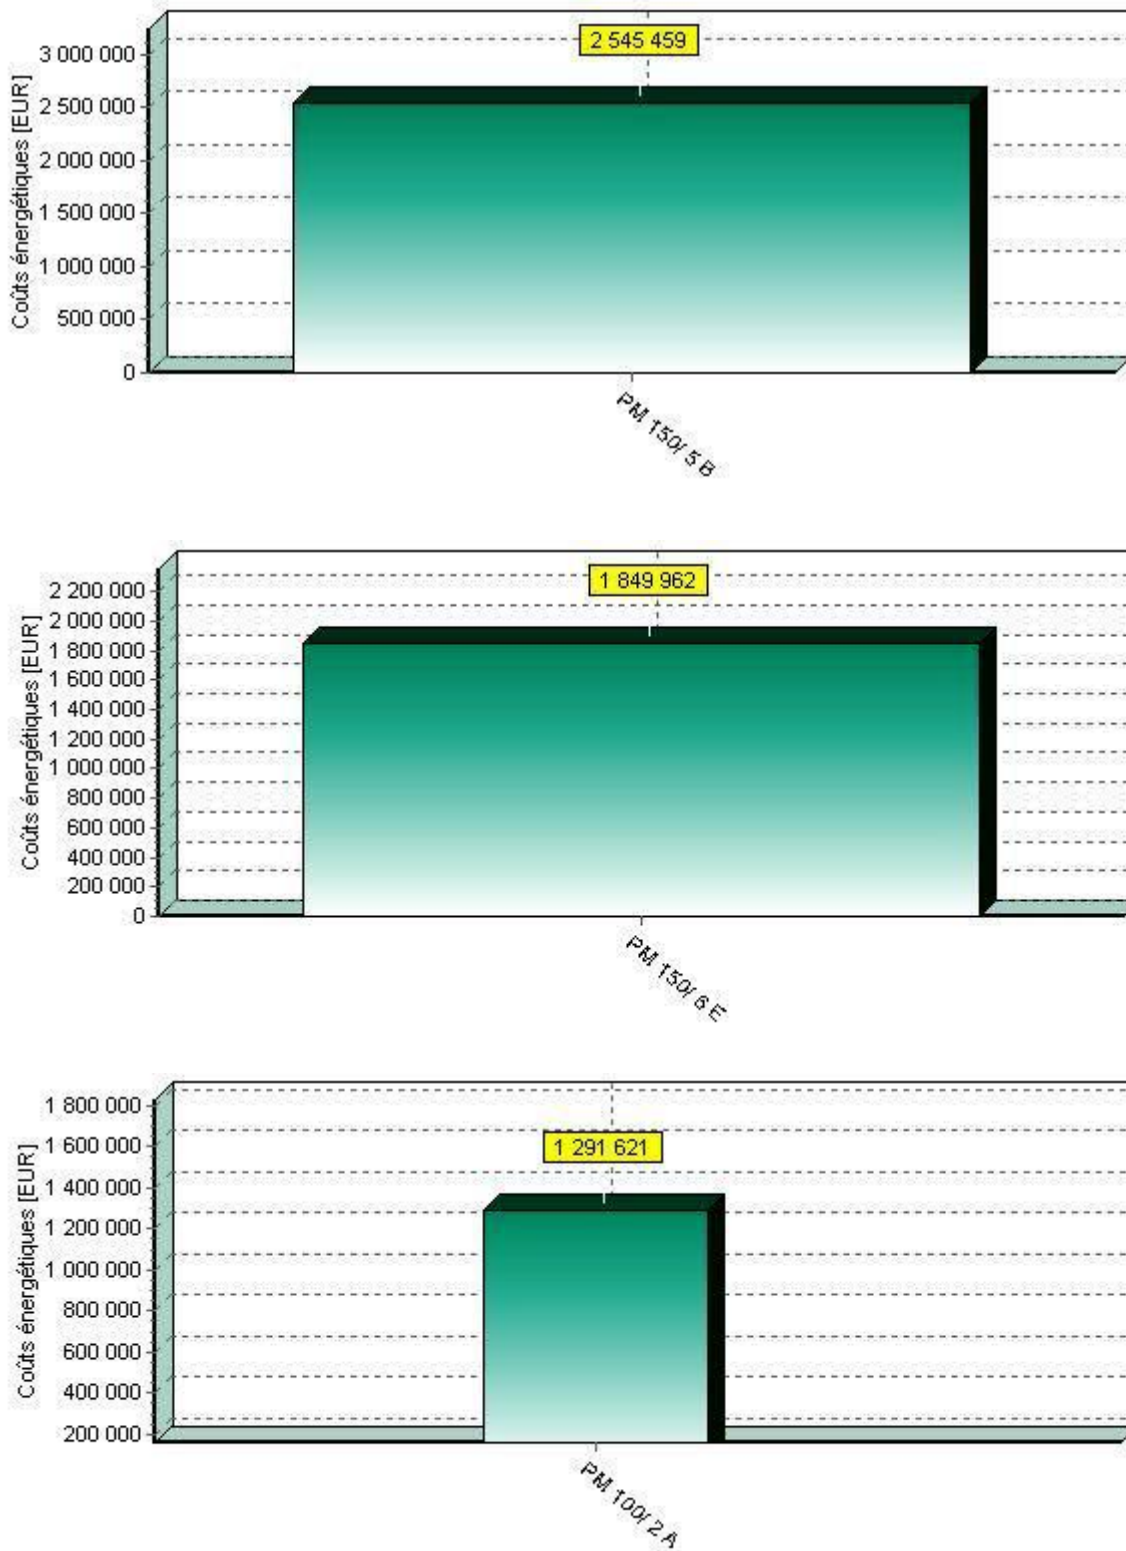 Coûts énergétiques [EUR]
3 000 000
2 500 000
2 000 000
1 500 000
1 000 000
500 000
0
2 545 459
PM 150/ 5 B
Coûts énergétiques [EUR]
2 200 000
2 000 000
1 800 000
1 600 000
1 400 000
1 200 000
1 000 000
800 000
600 000
400 000
200 000
0
1 849 962
PM 150/ 6 E
Coûts énergétiques [EUR]
1 800 000
1 600 000
1 400 000
1 200 000
1 000 000
800 000
600 000
400 000
200 000
1 291 621
PM 100/ 2 A